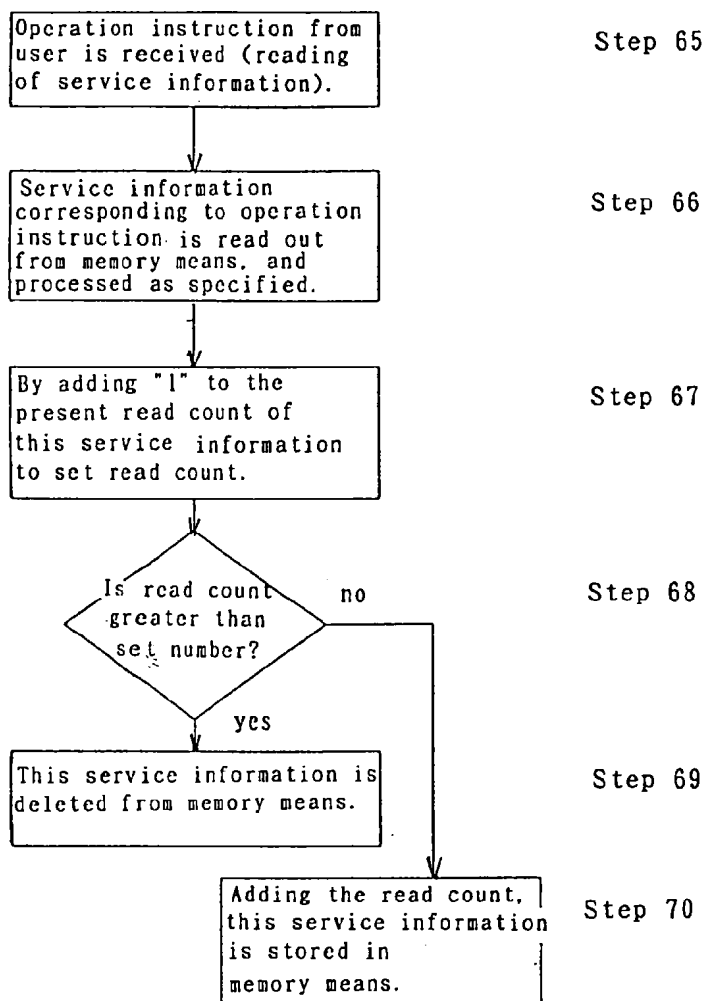 Operation instruction from
user is received (reading
of service information).
Step 65
Service information
corresponding to operation
instruction is read out
from memory means, and
processed as specified.
Step 66
By adding "1" to the
present read count of
this service information
to set read count.
Step 67
Is read count
greater than
set number?
no
yes
Step 68
This service information is
deleted from memory means.
Step 69
Adding the read count,
this service information
is stored in
memory means.
Step 70